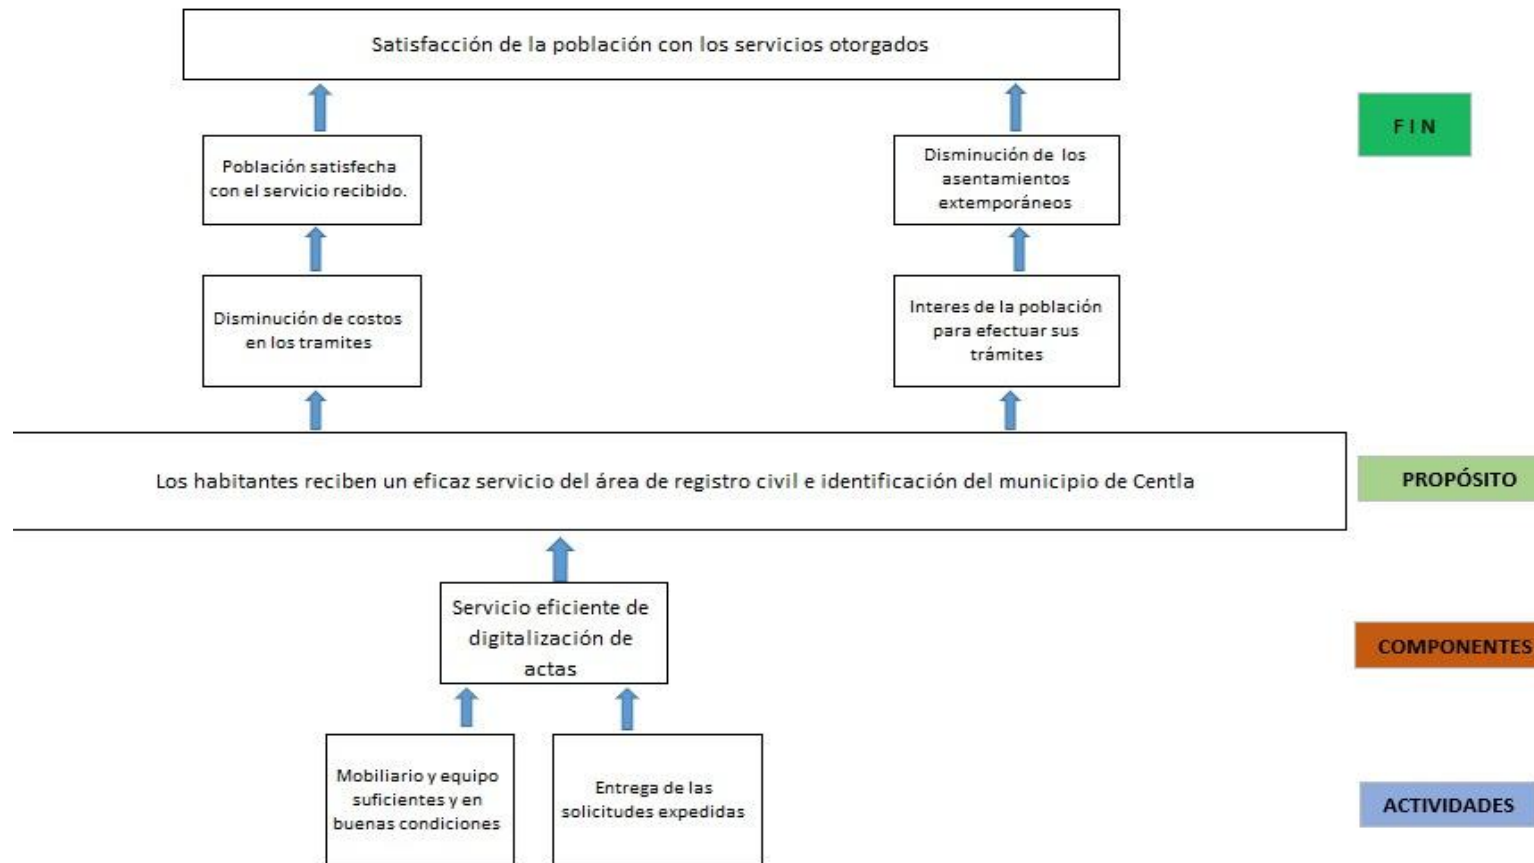 Satisfacción de la población con los servicios otorgados
F I N
Población satisfecha
con el servicio recibido.
Disminución de los
asentamientos
extemporáneos
Disminución de costos
en los tramites
Interes de la población
para efectuar sus
trámites
Los habitantes reciben un eficaz servicio del área de registro civil e identificación del municipio de Centla
PROPÓSITO
Servicio eficiente de
digitalización de
actas
COMPONENTES
Mobiliario y equipo
suficientes y en
buenas condiciones
Entrega de las
solicitudes expedidas
ACTIVIDADES